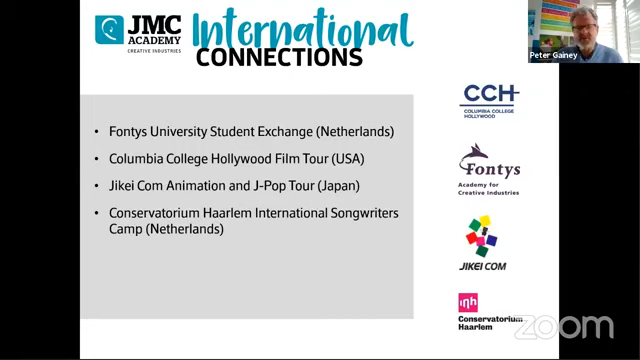 JMC
ACADEMY
CREATIVE INDUSTRIES
International
CONNECTIONS
Peter Gainey
• Fontys University Student Exchange (Netherlands)
• Columbia College Hollywood Film Tour (USA)
• Jikei Com Animation and J-Pop Tour (Japan)
• Conservatorium Haarlem International Songwriters
Camp (Netherlands)
CCH
COLUMBIA COLLEGE
HOLLYWOOD
Fontys
Academy for
Creative Industries
JIKEI COM
inh
Conservatorium
Haarlem
zoom